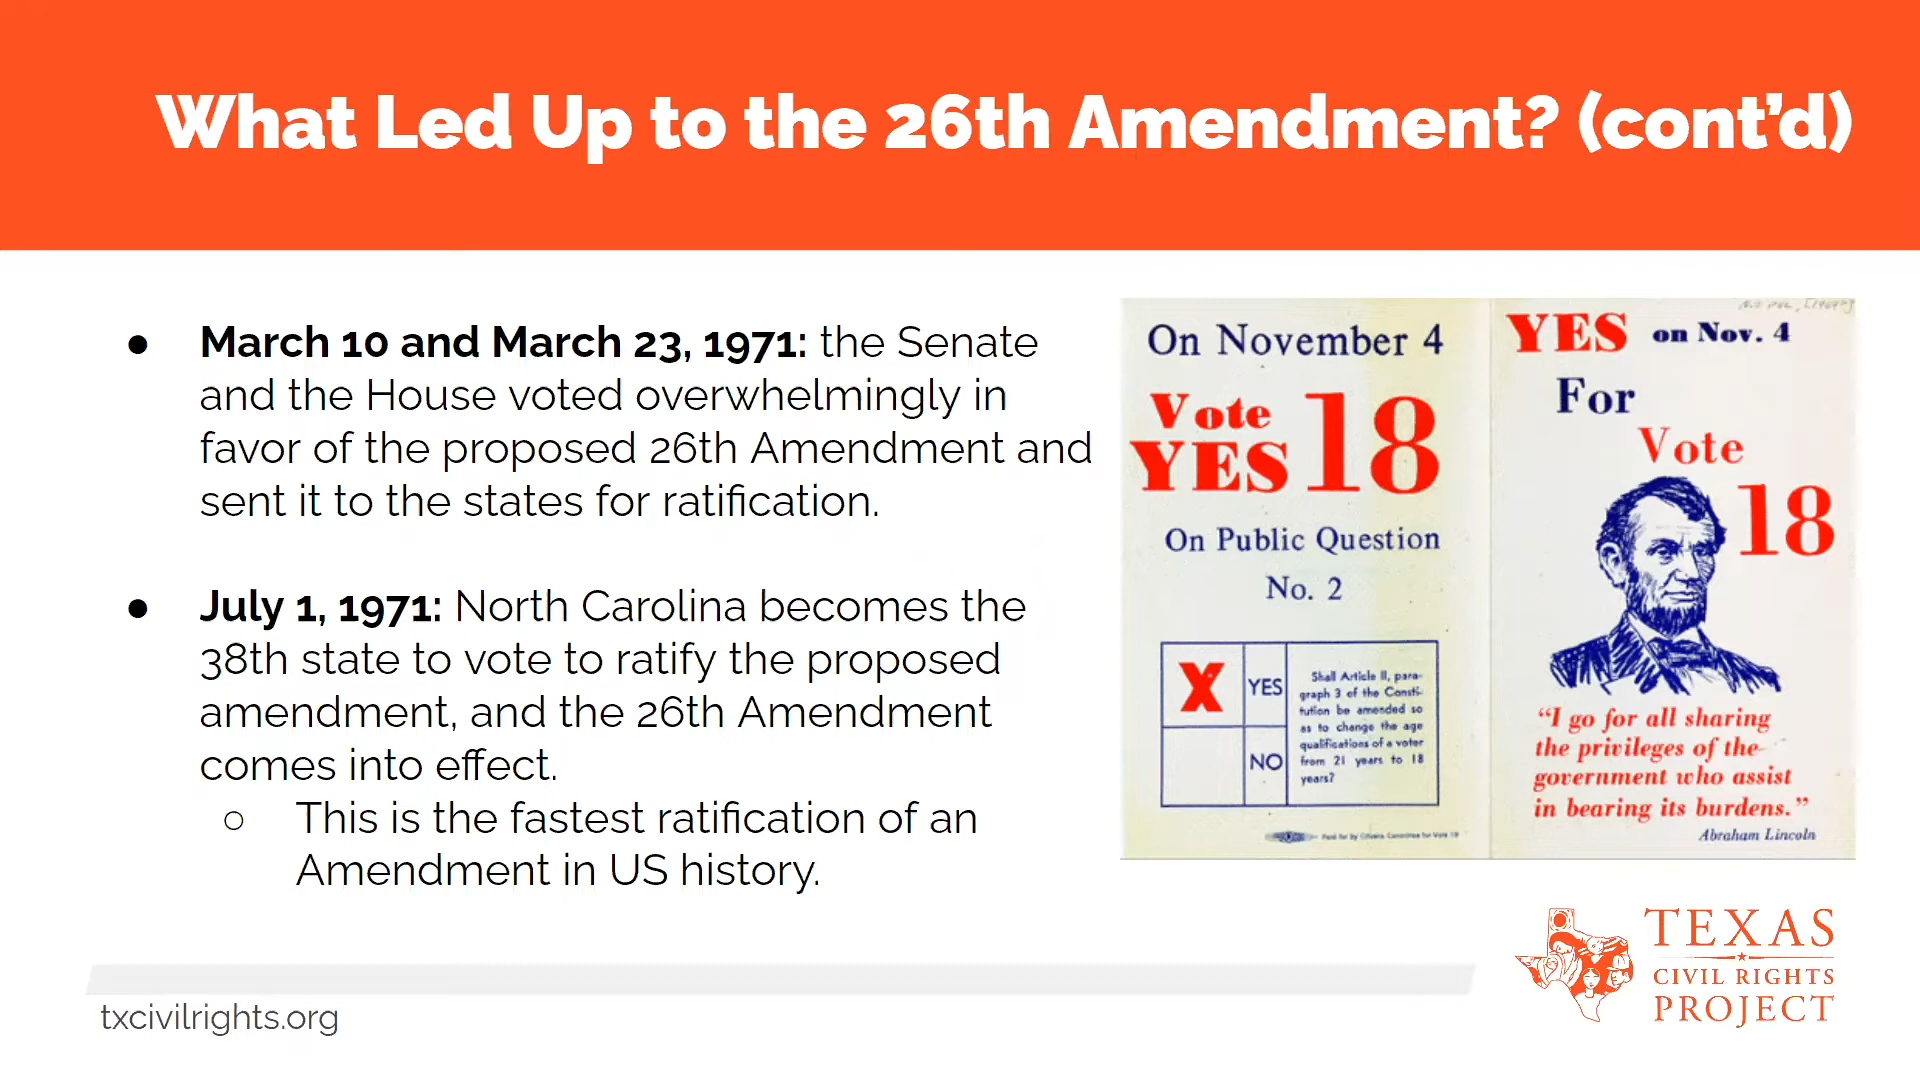 What Led Up to the 26th Amendment? (cont'd)
● March 10 and March 23, 1971: the Senate
and the House voted overwhelmingly in
favor of the proposed 26th Amendment and
sent it to the states for ratification.
● July 1, 1971: North Carolina becomes the
38th state to vote to ratify the proposed
amendment, and the 26th Amendment
comes into effect.
○ This is the fastest ratification of an
Amendment in US history.
On November 4
Vote
YES 18
On Public Question
No. 2
X YES
NO
Shall Article II, para-
graph 3 of the Consti-
tution be amended so
as to change the age
qualifications of a voter
from 21 years to 18
years?
Paid for by Citizens Committee for Vote
YES on Nov. 4
For
Vote
18
“I go for all sharing
the privileges of the
government who assist
in bearing its burdens.”
Abraham Lincoln
TEXAS
CIVIL RIGHTS
PROJECT
txcivilrights.org